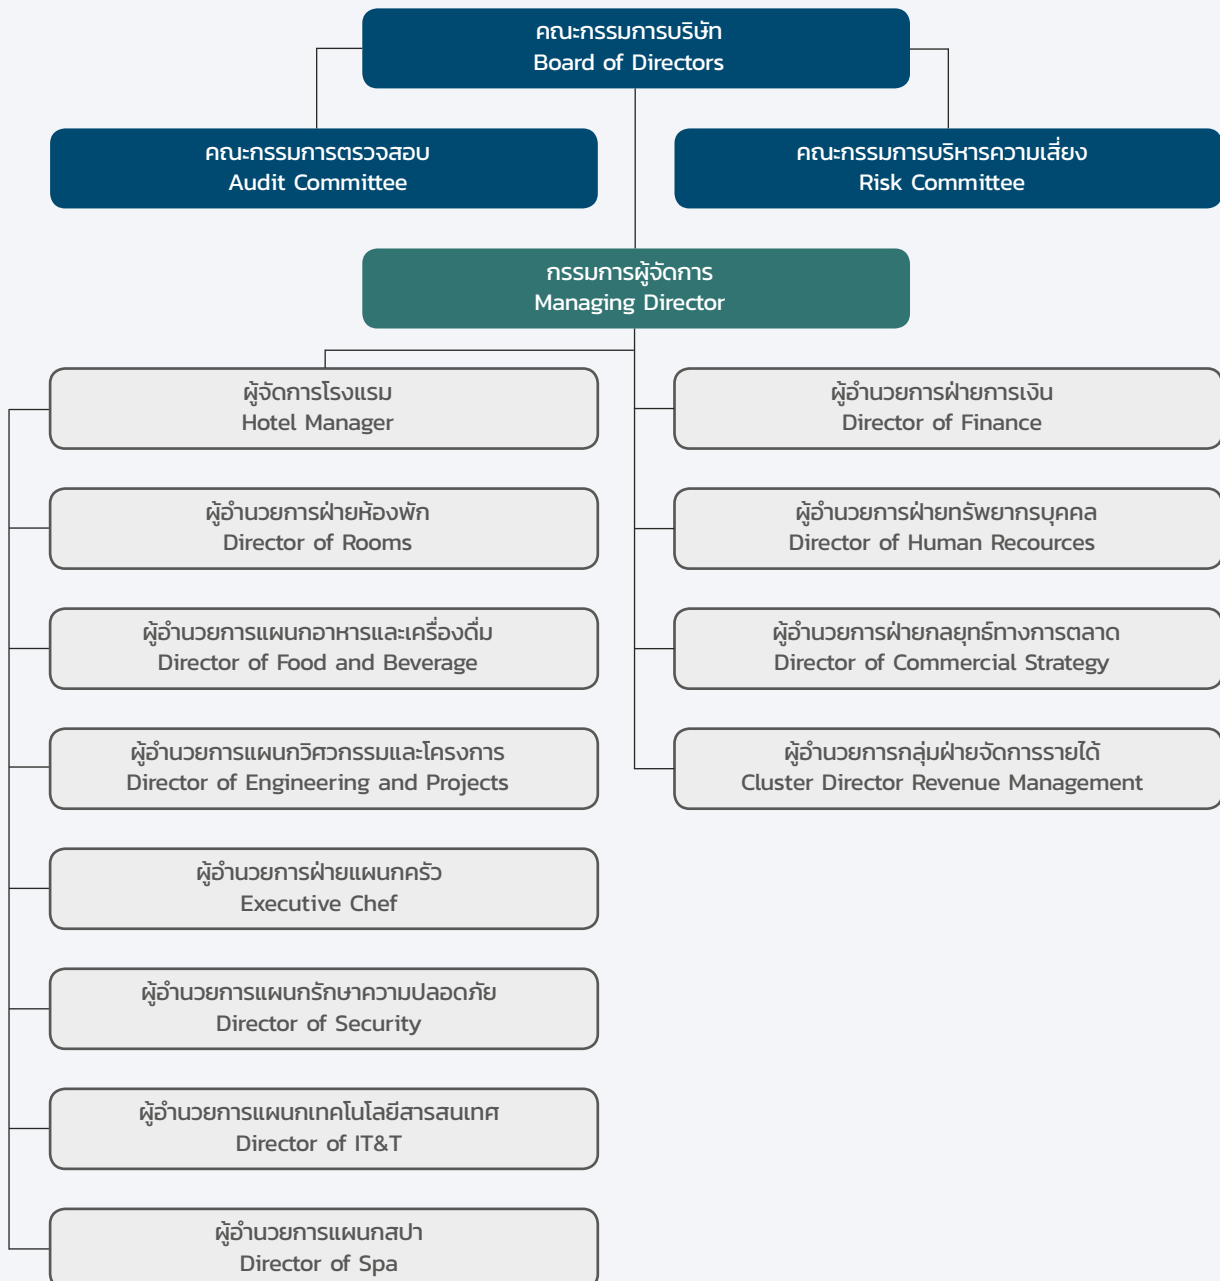 คณะกรรมการบริษัท
Board of Directors
คณะกรรมการตรวจสอบ
Audit Committee
คณะกรรมการบริหารความเสี่ยง
Risk Committee
กรรมการผู้จัดการ
Managing Director
ผู้จัดการโรงแรม
Hotel Manager
ผู้อำนวยการฝ่ายห้องพัก
Director of Rooms
ผู้อำนวยการแผนกอาหารและเครื่องดื่ม
Director of Food and Beverage
ผู้อำนวยการแผนกวิศวกรรมและโครงการ
Director of Engineering and Projects
ผู้อำนวยการฝ่ายแผนกครัว
Executive Chef
ผู้อำนวยการแผนกรักษาความปลอดภัย
Director of Security
ผู้อำนวยการแผนกเทคโนโลยีสารสนเทศ
Director of IT&T
ผู้อำนวยการแผนกสปา
Director of Spa
ผู้อำนวยการฝ่ายการเงิน
Director of Finance
ผู้อำนวยการฝ่ายทรัพยากรบุคคล
Director of Human Recources
ผู้อำนวยการฝ่ายกลยุทธ์ทางการตลาด
Director of Commercial Strategy
ผู้อำนวยการกลุ่มฝ่ายจัดการรายได้
Cluster Director Revenue Management